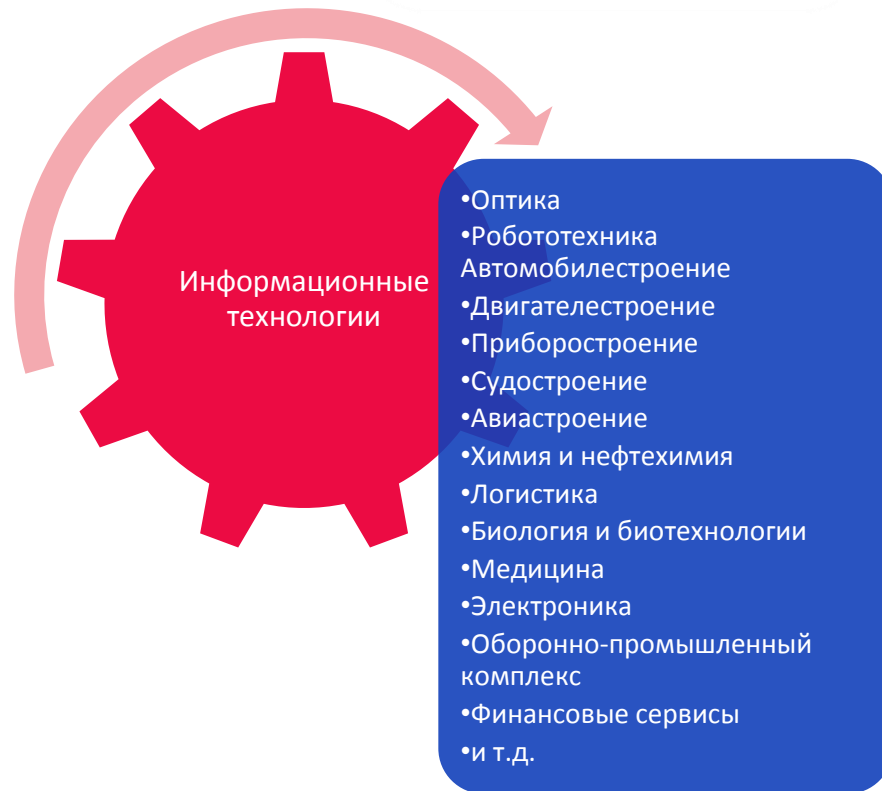 Информационные
технологии
•Оптика
•Робототехника
Автомобилестроение
•Двигателестроение
•Приборостроение
•Судостроение
•Авиастроение
•Химия и нефтехимия
•Логистика
•Биология и биотехнологии
•Медицина
•Электроника
•Оборонно-промышленный
комплекс
•Финансовые сервисы
•и т.д.